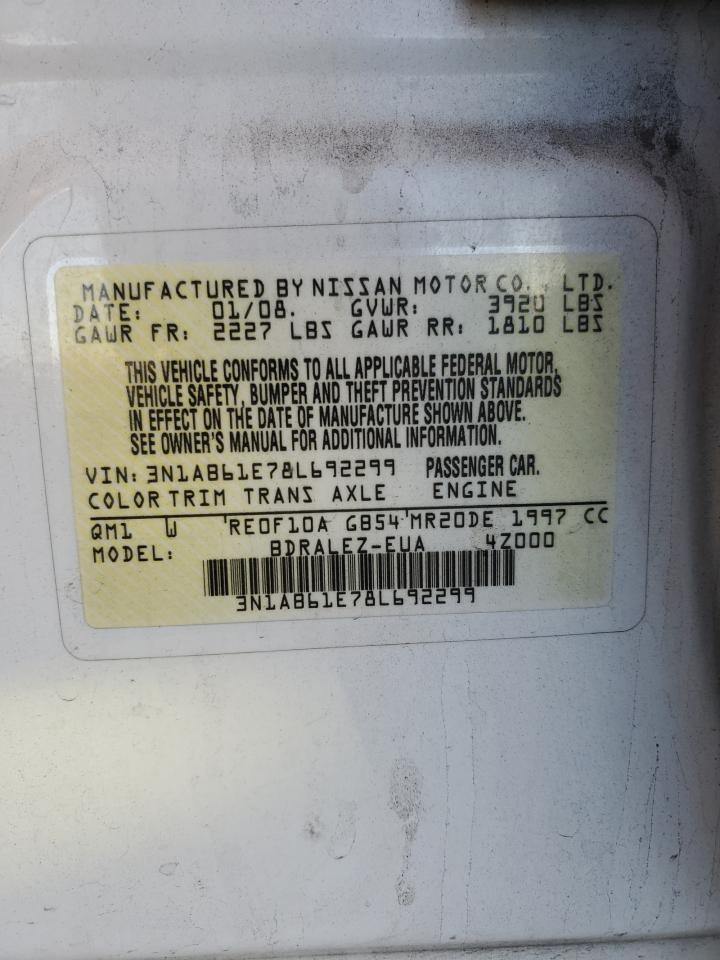 MANUFACTURED BY NISSAN MOTOR CO., LTD.
DATE: 01/08. GVWR: 3920 LBS
GAWR FR: 2227 LBS GAWR RR: 1810 LBS
THIS VEHICLE CONFORMS TO ALL APPLICABLE FEDERAL MOTOR
VEHICLE SAFETY, BUMPER AND THEFT PREVENTION STANDARDS
IN EFFECT ON THE DATE OF MANUFACTURE SHOWN ABOVE.
SEE OWNER'S MANUAL FOR ADDITIONAL INFORMATION.
VIN: 3N1AB61E78L692299 PASSENGER CAR.
COLOR TRIM TRANS AXLE ENGINE
QM1 W 'RE0F10A GB54'MR20DE 1997 CC
MODEL: BDRALEZ-EUA 4Z000
3N1AB61E78L692299